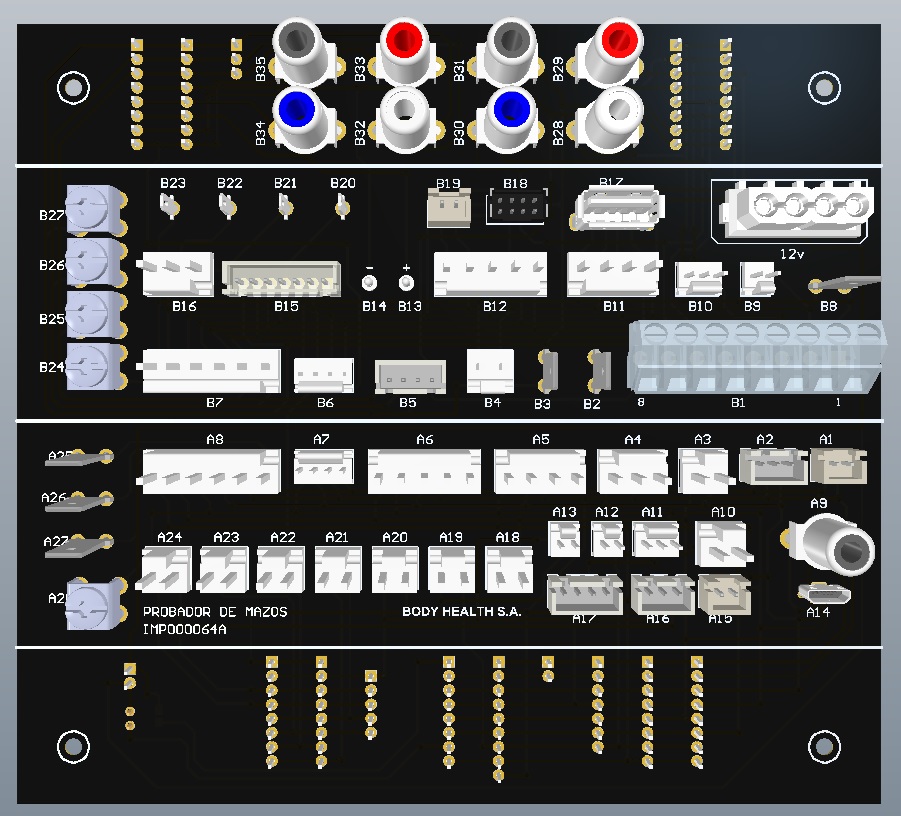 B35 B33 B31 B29
B34 B32 B30 B28
B23 B22 B21 B20 B19 B18 B17
B27
12v
B26
- +
B16 B15 B14 B13 B12 B11 B10 B9 B8
B25
B24
B7 B6 B5 B4 B3 B2 8 B1 1
A8 A7 A6 A5 A4 A3 A2 A1
A25
A26
A9
A13 A12 A11 A10
A27
A24 A23 A22 A21 A20 A19 A18
PROBADOR DE MAZOS
BODY HEALTH S.A.
A17 A16 A15 A14
IMP000064A